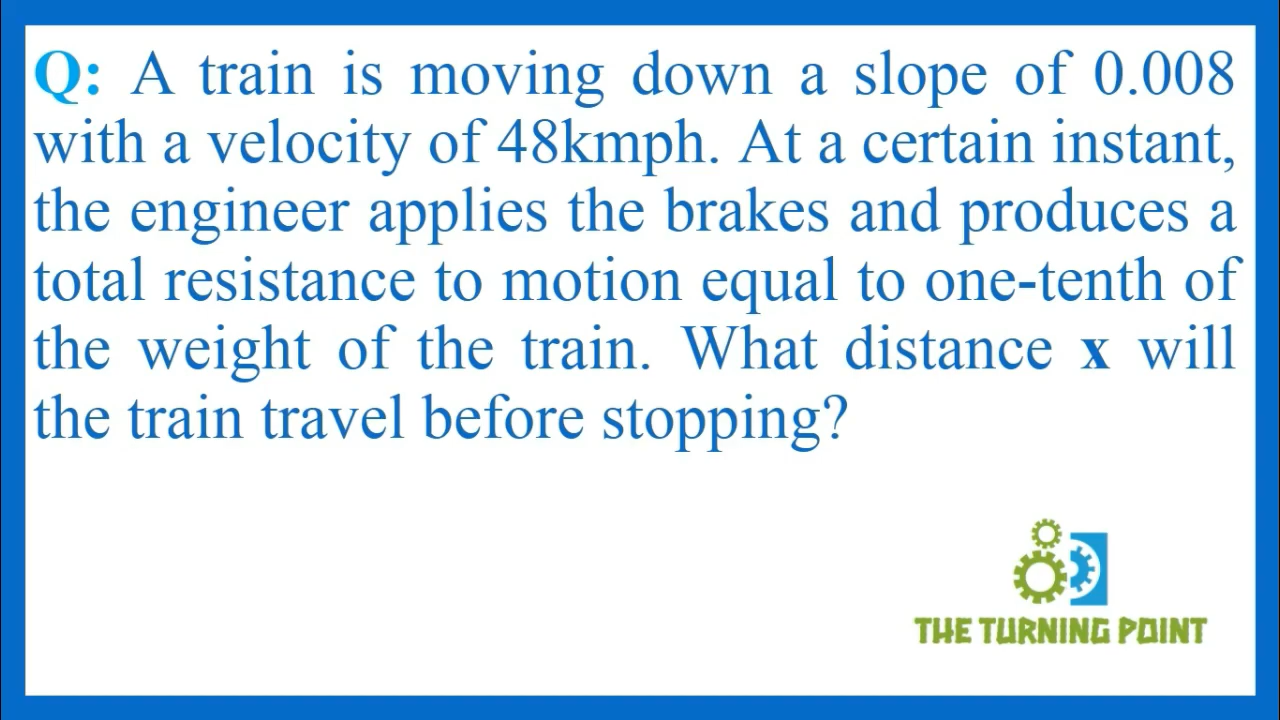 Q: A train is moving down a slope of 0.008
with a velocity of 48kmph. At a certain instant,
the engineer applies the brakes and produces a
total resistance to motion equal to one-tenth of
the weight of the train. What distance x will
the train travel before stopping?
THE TURNING POINT